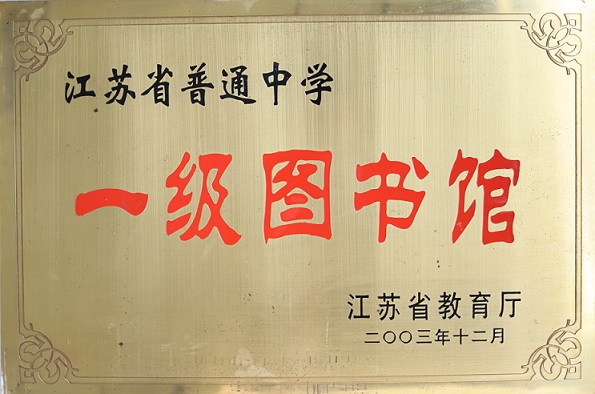 江苏省普通中学
一级图书馆
江苏省教育厅
二〇〇三年十二月